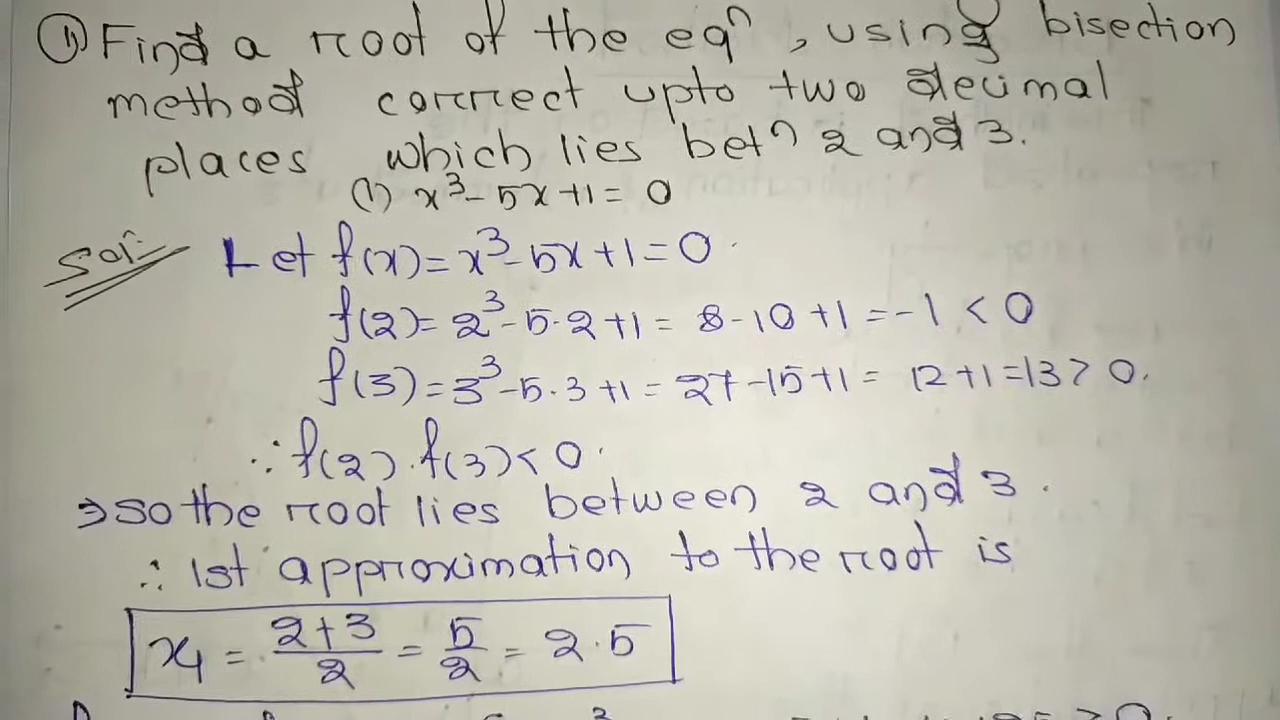 ① Find a root of the eqⁿ, using bisection
method correct upto two decimal
places which lies betⁿ 2 and 3.
(1) x³-5x+1=0
Sol:- Let f(x)=x³-5x+1=0.
f(2)=2³-5·2+1=8-10+1=-1<0
f(3)=3³-5·3+1=27-15+1=12+1=13>0.
∵f(2).f(3)<0.
⇒so the root lies between 2 and 3.
∴ 1st approximation to the root is
x₁ = (2+3)/2 = 5/2 = 2.5